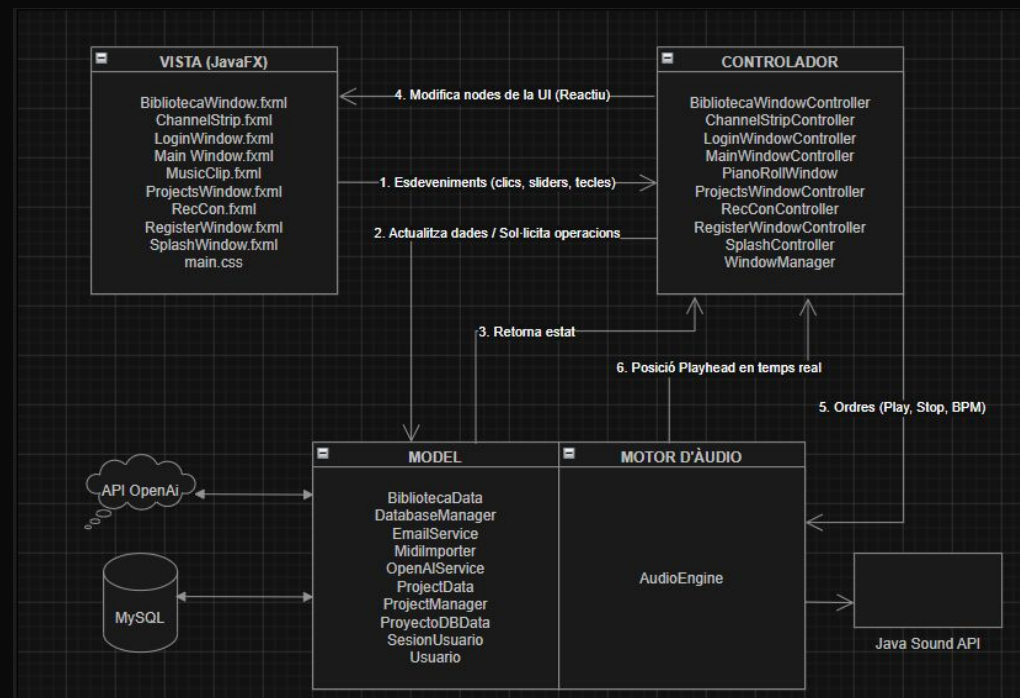 VISTA (JavaFX)
BibliotecaWindow.fxml
ChannelStrip.fxml
LoginWindow.fxml
Main Window.fxml
MusicClip.fxml
ProjectsWindow.fxml
RecCon.fxml
RegisterWindow.fxml
SplashWindow.fxml
main.css
CONTROLADOR
BibliotecaWindowController
ChannelStripController
LoginWindowController
MainWindowController
PianoRollWindow
ProjectsWindowController
RecConController
RegisterWindowController
SplashController
WindowManager
4. Modifica nodes de la UI (Reactiu)
1. Esdeveniments (clics, sliders, tecles)
2. Actualitza dades / Sol·licita operacions
3. Retorna estat
6. Posició Playhead en temps real
5. Ordres (Play, Stop, BPM)
API OpenAi
MySQL
MODEL
BibliotecaData
DatabaseManager
EmailService
MidiImporter
OpenAIService
ProjectData
ProjectManager
ProyectoDBData
SesionUsuario
Usuario
MOTOR D'ÀUDIO
AudioEngine
Java Sound API